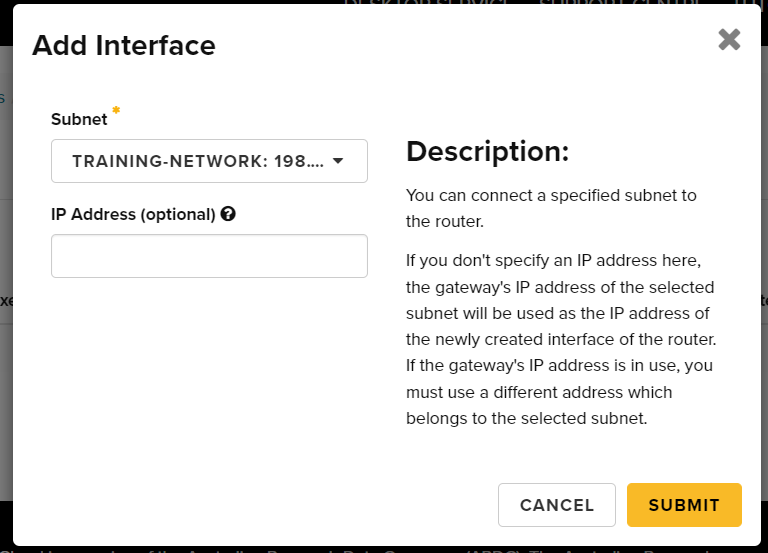 Add Interface
Subnet *
TRAINING-NETWORK: 198....
IP Address (optional)
Description:
You can connect a specified subnet to
the router.
If you don't specify an IP address here,
the gateway's IP address of the selected
subnet will be used as the IP address of
the newly created interface of the router.
If the gateway's IP address is in use, you
must use a different address which
belongs to the selected subnet.
CANCEL
SUBMIT